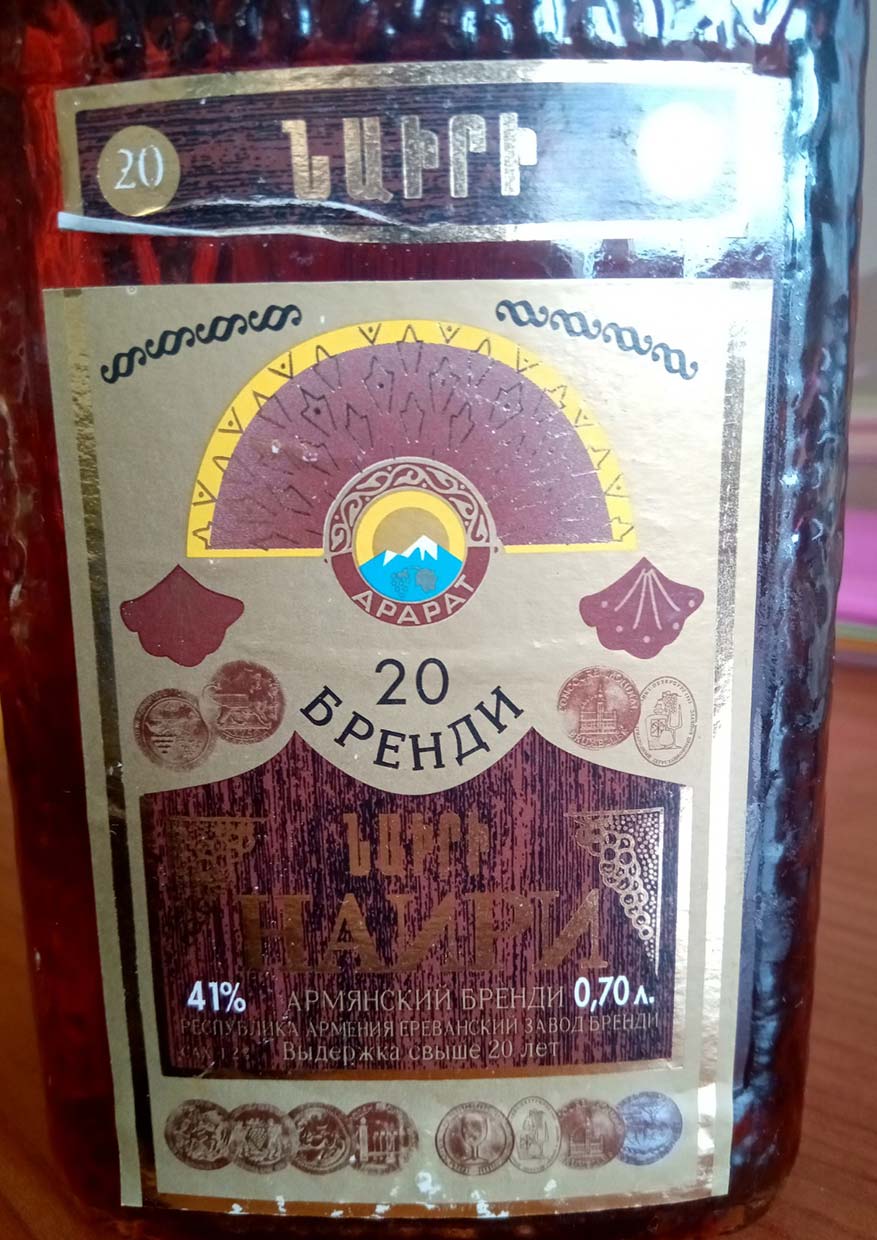 20 ՆԱԻՐԻ
АРАРАТ
20
БРЕНДИ
ՆԱԻՐԻ
НАИРИ
41% АРМЯНСКИЙ БРЕНДИ 0,70 л.
РЕСПУБЛИКА АРМЕНИЯ ЕРЕВАНСКИЙ ЗАВОД БРЕНДИ
Выдержка свыше 20 лет